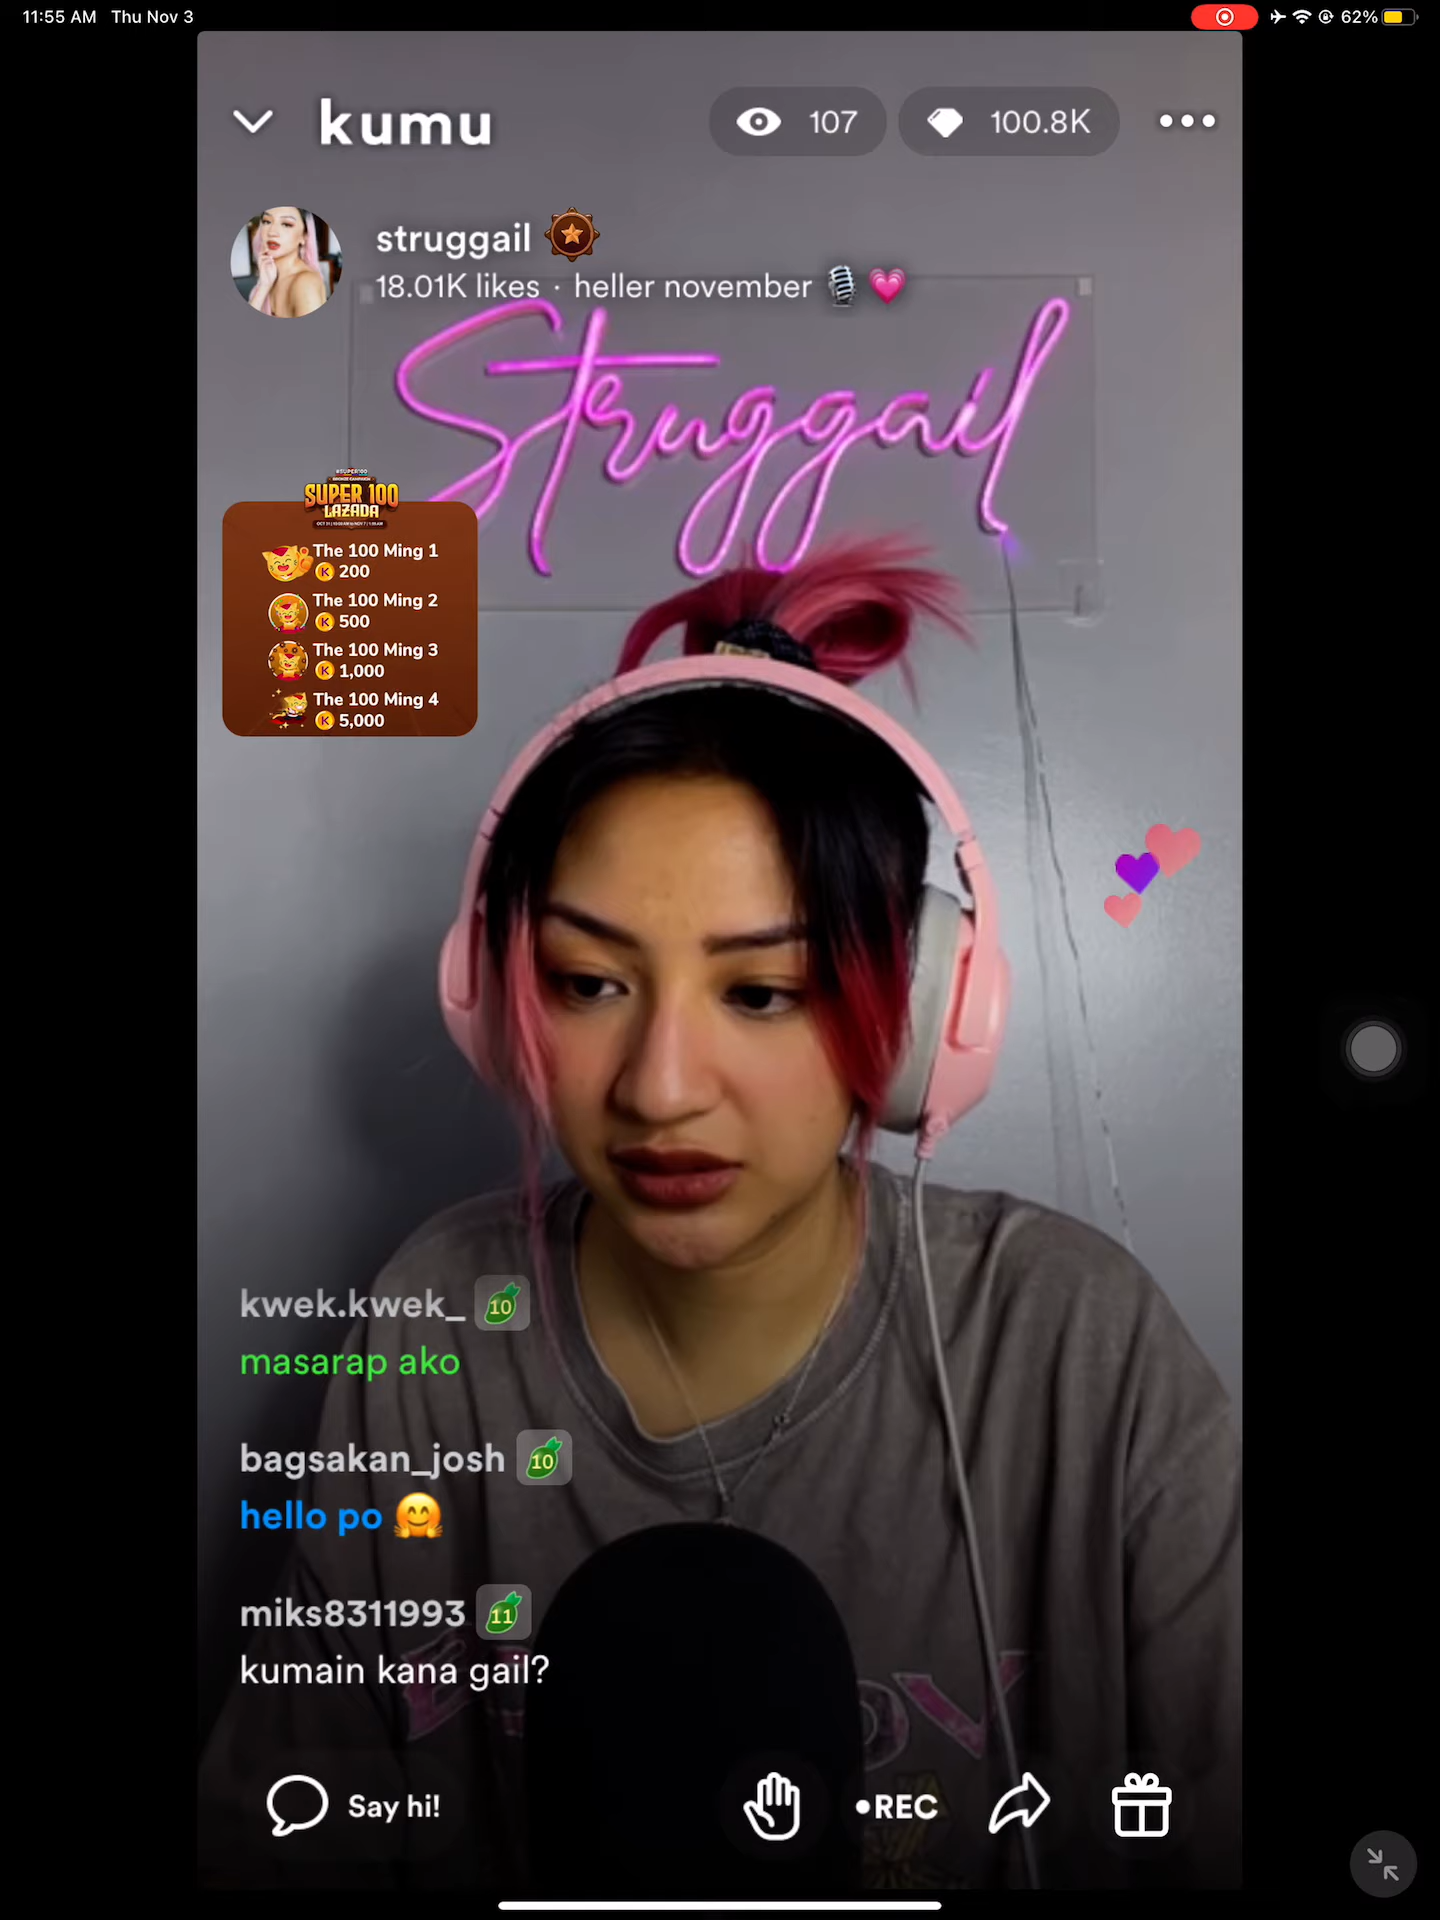 11:55 AM Thu Nov 3
62%
kumu
107
100.8K
struggail
18.01K likes · heller november
Struggail
#SUPER100
SUPER 100
LAZADA
The 100 Ming 1
K 200
The 100 Ming 2
K 500
The 100 Ming 3
K 1,000
The 100 Ming 4
K 5,000
kwek.kwek_ 10
masarap ako
bagsakan_josh 10
hello po 🤗
miks8311993 11
kumain kana gail?
Say hi!
•REC